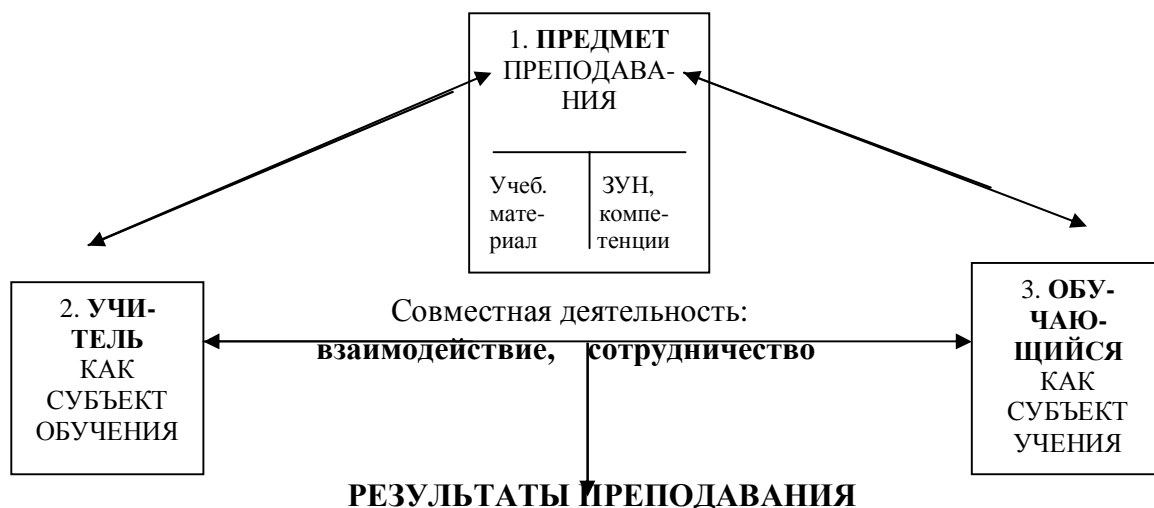 1. ПРЕДМЕТ
ПРЕПОДАВА-
НИЯ
Учеб.
мате-
риал
ЗУН,
компе-
тенции
2. УЧИ-
ТЕЛЬ
КАК
СУБЪЕКТ
ОБУЧЕНИЯ
Совместная деятельность:
взаимодействие, сотрудничество
3. ОБУ-
ЧАЮ-
ЩИЙСЯ
КАК
СУБЪЕКТ
УЧЕНИЯ
РЕЗУЛЬТАТЫ ПРЕПОДАВАНИЯ